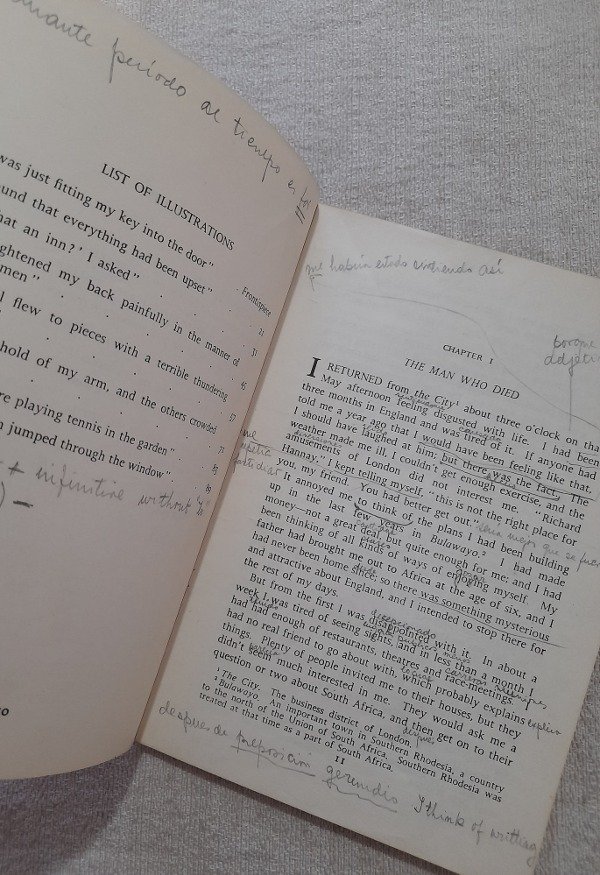 período al tiempo es
LIST OF ILLUSTRATIONS
was just fitting my key into the door" Frontispiece
und that everything had been upset" 21
hat an inn?' I asked" 31
ghtened my back painfully in the manner of
men"
l flew to pieces with a terrible thundering
hold of my arm, and the others crowded
re playing tennis in the garden"
n jumped through the window"
+ infinitive without to
me habían estado así
CHAPTER I
THE MAN WHO DIED
porque
I RETURNED from the City¹ about three o'clock on that
May afternoon feeling disgusted with life. I had been
three months in England and was tired of it. If anyone had
told me a year ago that I would have been feeling like that,
I should have laughed at him; but there was the fact. The
weather made me ill, I couldn't get enough exercise, and the
amusements of London did not interest me. "Richard
Hannay," I kept telling myself, "this is not the right place for
you, my friend. You had better get out."
It annoyed me to think of the plans I had been building
up in the last few years in Bulawayo.² I had made
money—not a great deal, but quite enough for me; and I had
been thinking of all kinds of ways of enjoying myself. My
father had brought me out to Africa at the age of six, and I
had never been home since; so there was something mysterious
and attractive about England, and I intended to stop there for
the rest of my days.
But from the first I was disappointed with it. In about a
week I was tired of seeing sights, and in less than a month I
had had enough of restaurants, theatres and race-meetings.
had no real friend to go about with, which probably explains
things. Plenty of people invited me to their houses, but they
didn't seem much interested in me. They would ask me a
question or two about South Africa, and then get on to their
¹ The City. The business district of London.
² Bulawayo. An important town in Southern Rhodesia, a country
to the north of the Union of South Africa. Southern Rhodesia was
treated at that time as a part of South Africa.
11
despues de preposición gerundio I think of writting